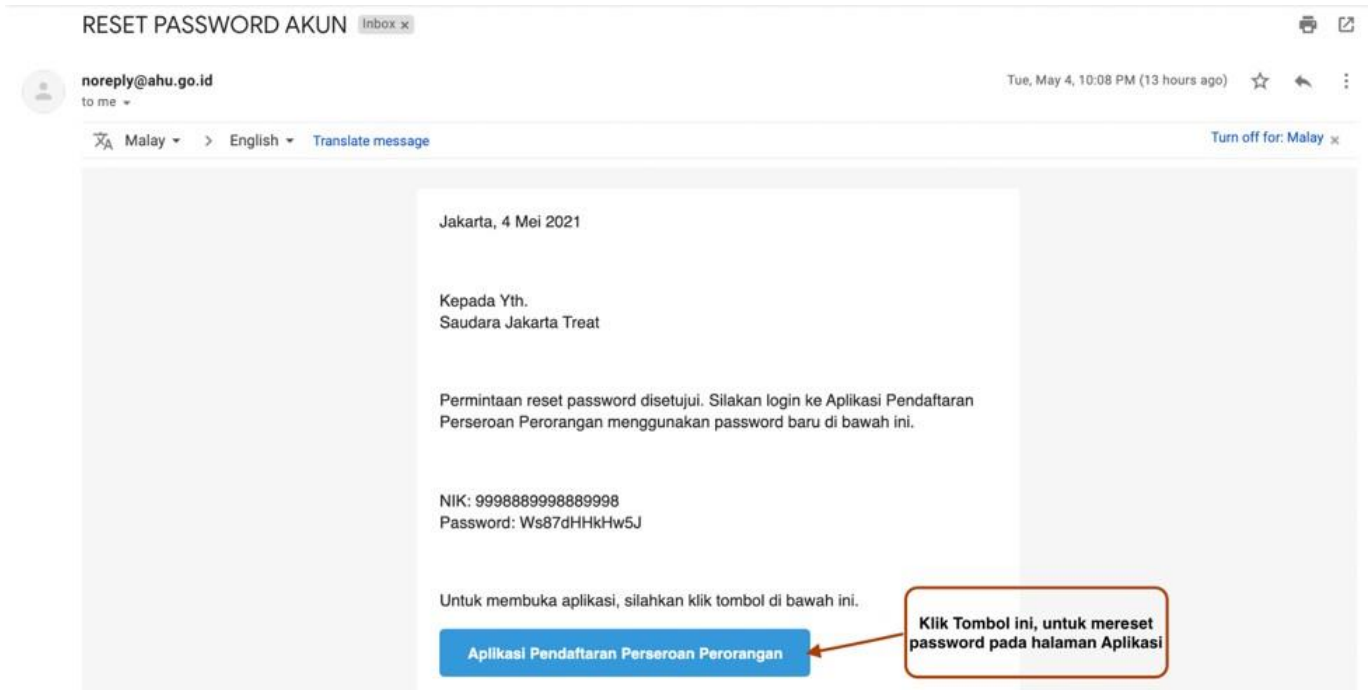 RESET PASSWORD AKUN Inbox x
noreply@ahu.go.id
Tue, May 4, 10:08 PM (13 hours ago)
to me
Malay > English Translate message
Turn off for: Malay x
Jakarta, 4 Mei 2021
Kepada Yth.
Saudara Jakarta Treat
Permintaan reset password disetujui. Silakan login ke Aplikasi Pendaftaran
Perseroan Perorangan menggunakan password baru di bawah ini.
NIK: 9998889998889998
Password: Ws87dHHkHw5J
Untuk membuka aplikasi, silahkan klik tombol di bawah ini.
Aplikasi Pendaftaran Perseroan Perorangan
Klik Tombol ini, untuk mereset
password pada halaman Aplikasi